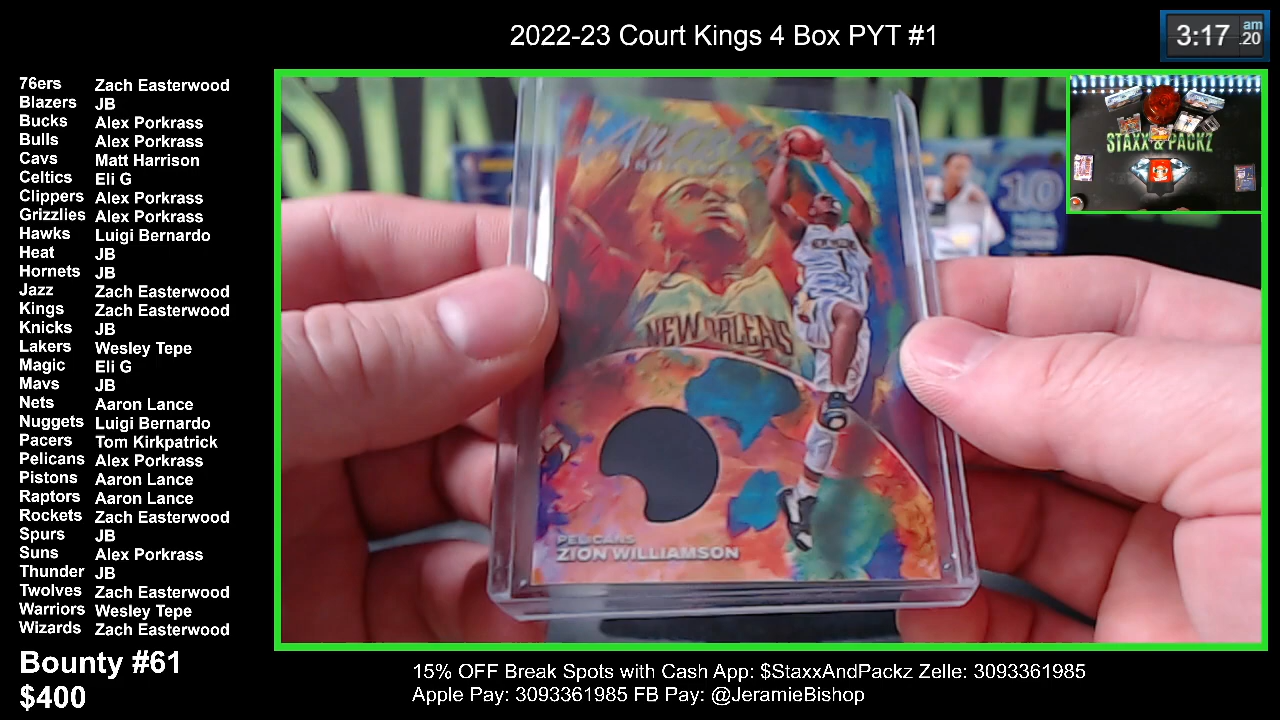 2022-23 Court Kings 4 Box PYT #1
3:17 am
.20
76ers Zach Easterwood
Blazers JB
Bucks Alex Porkrass
Bulls Alex Porkrass
Cavs Matt Harrison
Celtics Eli G
Clippers Alex Porkrass
Grizzlies Alex Porkrass
Hawks Luigi Bernardo
Heat JB
Hornets JB
Jazz Zach Easterwood
Kings Zach Easterwood
Knicks JB
Lakers Wesley Tepe
Magic Eli G
Mavs JB
Nets Aaron Lance
Nuggets Luigi Bernardo
Pacers Tom Kirkpatrick
Pelicans Alex Porkrass
Pistons Aaron Lance
Raptors Aaron Lance
Rockets Zach Easterwood
Spurs JB
Suns Alex Porkrass
Thunder JB
Twolves Zach Easterwood
Warriors Wesley Tepe
Wizards Zach Easterwood
Bounty #61
$400
STAXX & PACKZ
10
NEW ORLEANS
1
PELICANS
ZION WILLIAMSON
15% OFF Break Spots with Cash App: $StaxxAndPackz Zelle: 3093361985
Apple Pay: 3093361985 FB Pay: @JeramieBishop